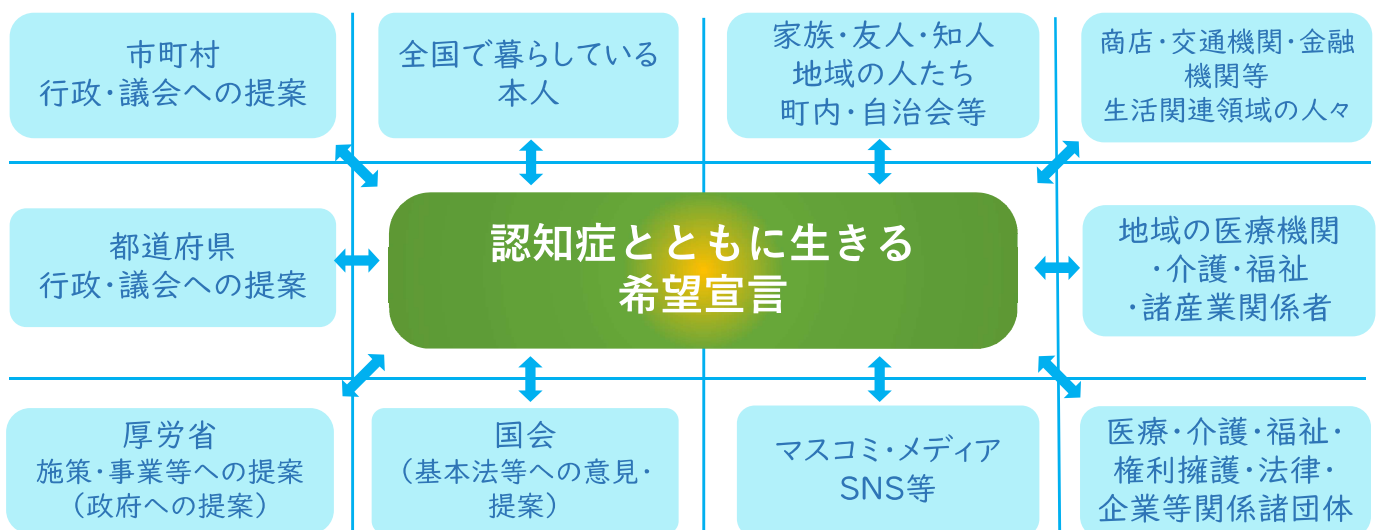 市町村
行政・議会への提案
全国で暮らしている
本人
家族・友人・知人
地域の人たち
町内・自治会等
商店・交通機関・金融
機関等
生活関連領域の人々
都道府県
行政・議会への提案
認知症とともに生きる
希望宣言
地域の医療機関
・介護・福祉
・諸産業関係者
厚労省
施策・事業等への提案
（政府への提案）
国会
（基本法等への意見・
提案）
マスコミ・メディア
SNS等
医療・介護・福祉・
権利擁護・法律・
企業等関係諸団体